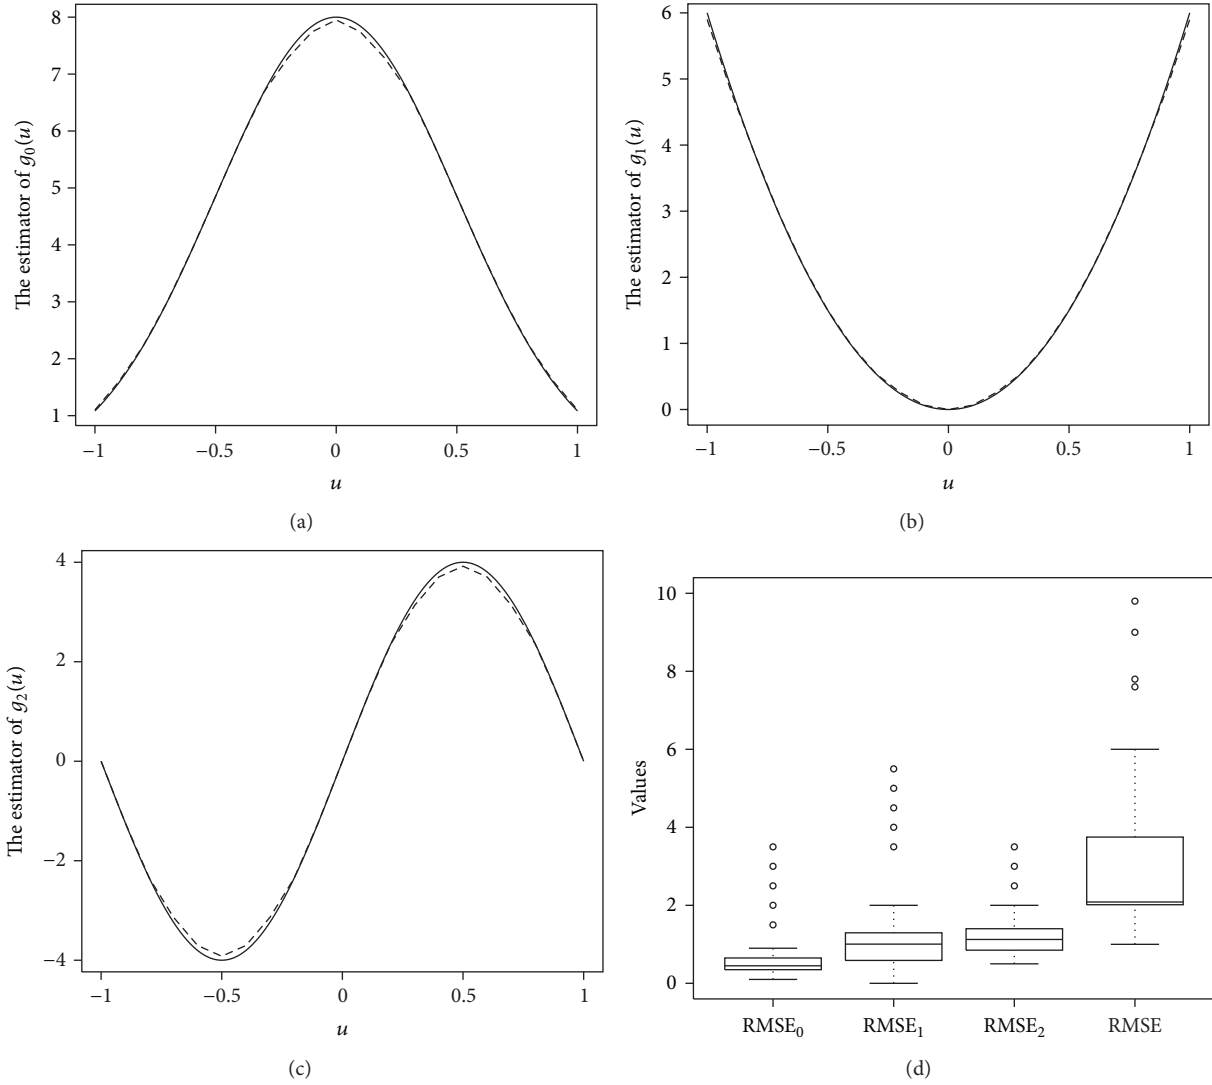 8
7
8
5
4
3
2
1
−1
−0.5
0
0.5
1
The estimator of g₀(u)
u
(a)
6
5
4
3
2
1
0
−1
−0.5
0
0.5
1
The estimator of g₁(u)
u
(b)
4
2
0
−2
−4
−1
−0.5
0
0.5
1
The estimator of g₂(u)
u
(c)
10
8
6
4
2
0
Values
RMSE₀
RMSE₁
RMSE₂
RMSE
(d)